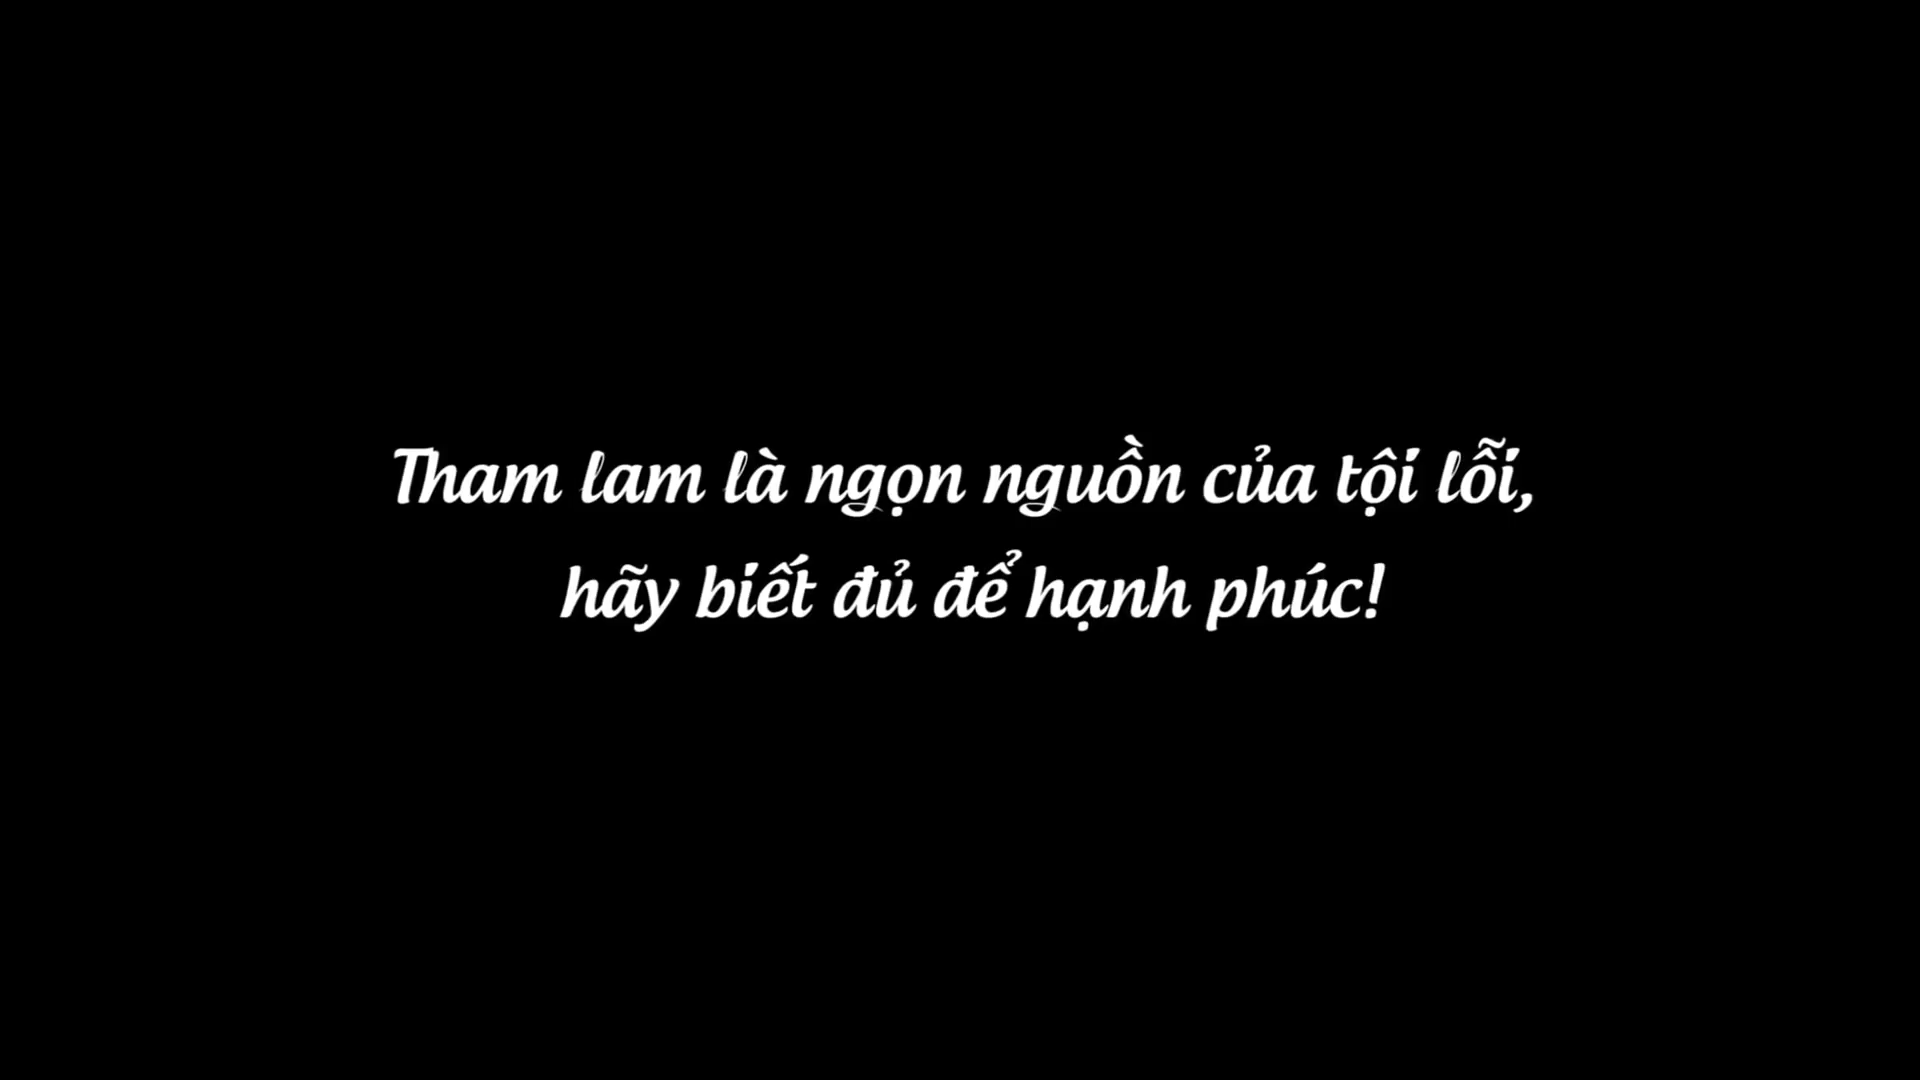 Tham lam là ngọn nguồn của tội lỗi,
hãy biết đủ để hạnh phúc!